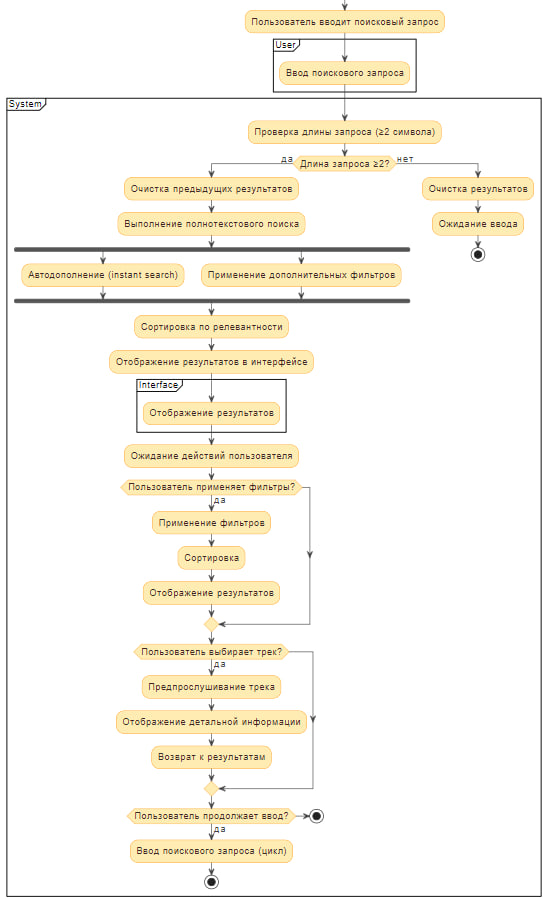 Пользователь вводит поисковый запрос
User
Ввод поискового запроса
System
Проверка длины запроса (≥2 символа)
да
Длина запроса ≥2?
нет
Очистка предыдущих результатов
Очистка результатов
Выполнение полнотекстового поиска
Ожидание ввода
Автодополнение (instant search)
Применение дополнительных фильтров
Сортировка по релевантности
Отображение результатов в интерфейсе
Interface
Отображение результатов
Ожидание действий пользователя
Пользователь применяет фильтры?
да
Применение фильтров
Сортировка
Отображение результатов
Пользователь выбирает трек?
да
Предпрослушивание трека
Отображение детальной информации
Возврат к результатам
Пользователь продолжает ввод?
да
Ввод поискового запроса (цикл)